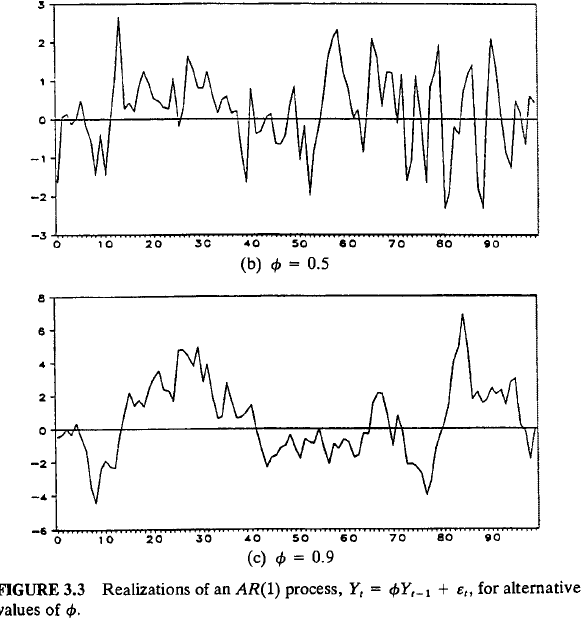 3
2
1
0
−1
−2
−3
0 10 20 30 40 50 60 70 80 90
(b) ϕ = 0.5
8
6
4
2
0
−2
−4
−6
0 10 20 30 40 50 60 70 80 90
(c) ϕ = 0.9
FIGURE 3.3 Realizations of an AR(1) process, Yₜ = ϕYₜ₋₁ + εₜ, for alternative
values of ϕ.